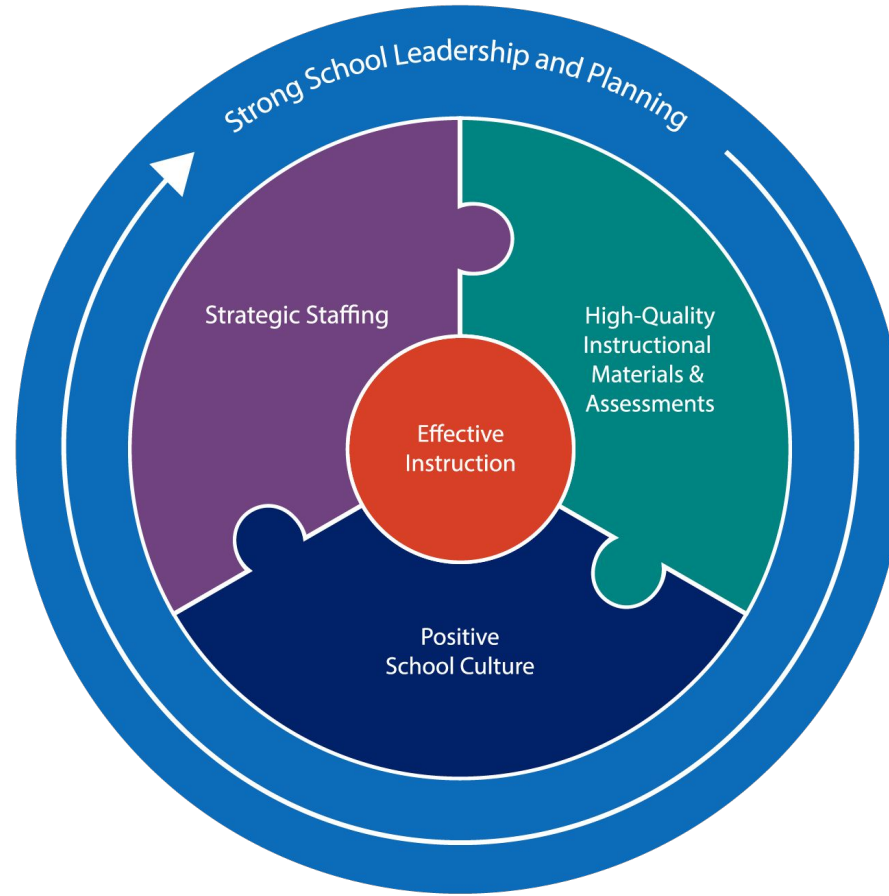 Strong School Leadership and Planning
Strategic Staffing
High-Quality
Instructional
Materials &
Assessments
Effective
Instruction
Positive
School Culture